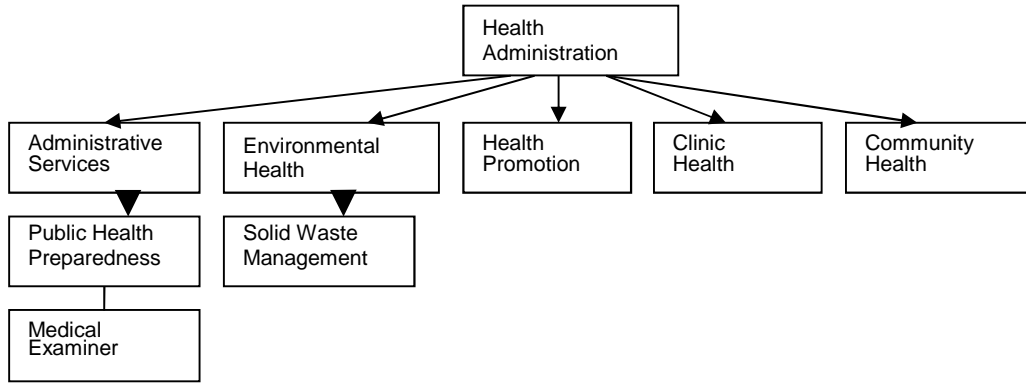 Health
Administration
Administrative
Services
Environmental
Health
Health
Promotion
Clinic
Health
Community
Health
Public Health
Preparedness
Solid Waste
Management
Medical
Examiner